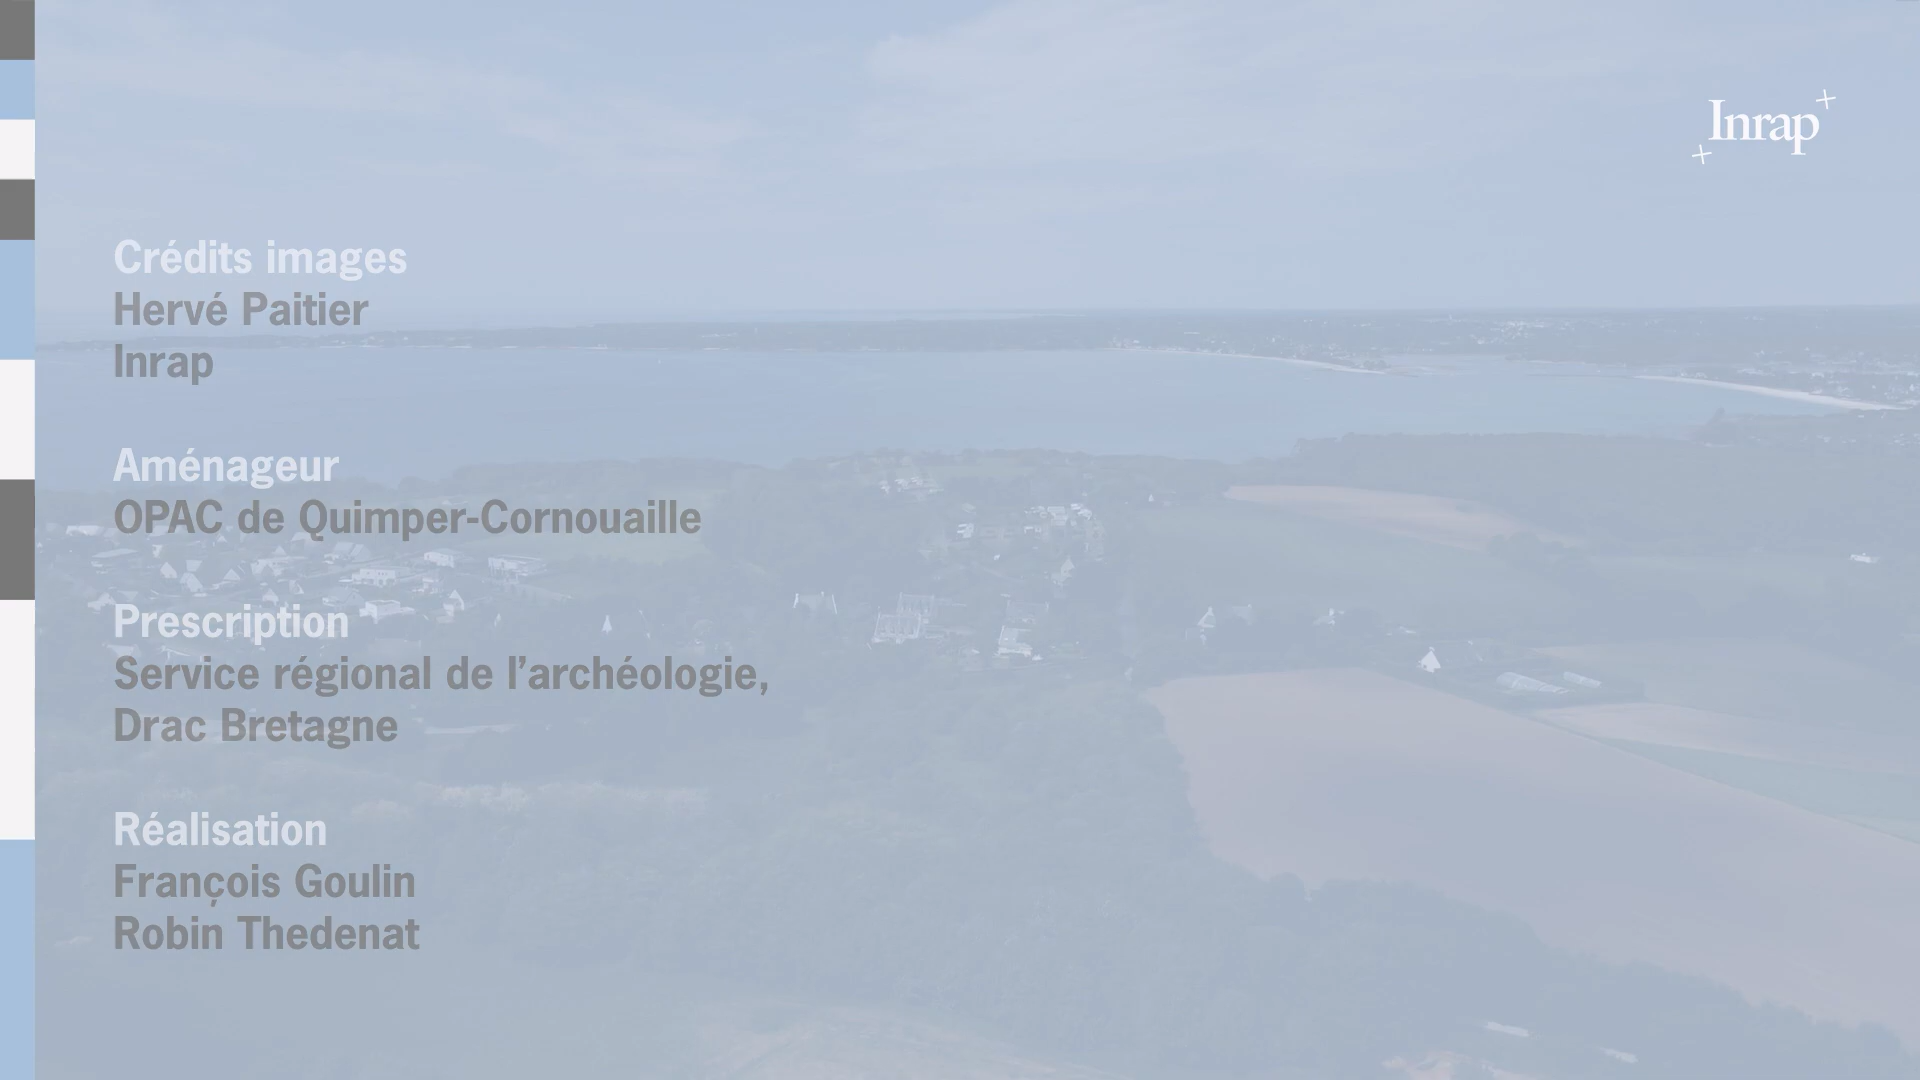 Inrap
Crédits images
Hervé Paitier
Inrap
Aménageur
OPAC de Quimper-Cornouaille
Prescription
Service régional de l’archéologie,
Drac Bretagne
Réalisation
François Goulin
Robin Thedenat